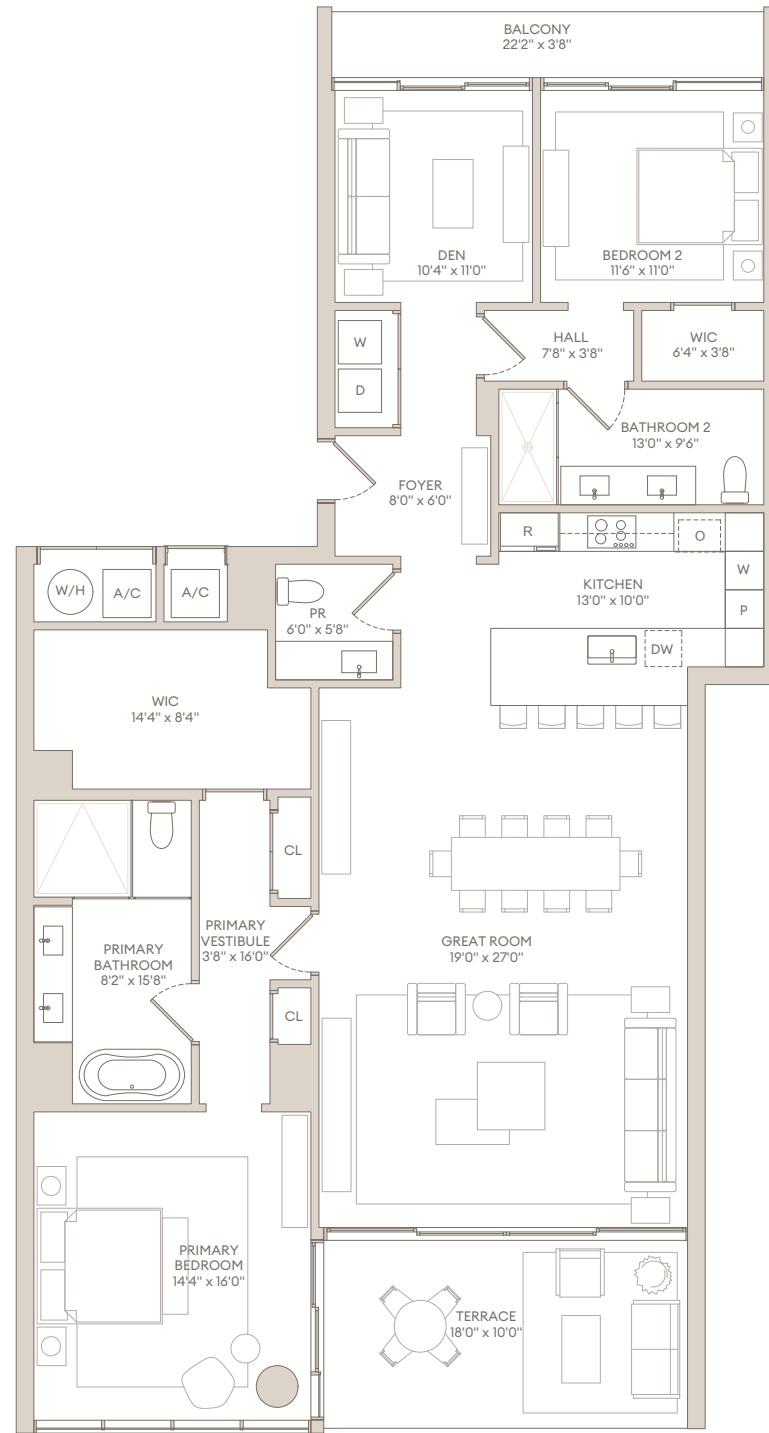 BALCONY
22'2" x 3'8"
DEN
10'4" x 11'0"
BEDROOM 2
11'6" x 11'0"
W
D
HALL
7'8" x 3'8"
WIC
6'4" x 3'8"
BATHROOM 2
13'0" x 9'6"
FOYER
8'0" x 6'0"
R
O
W
P
KITCHEN
13'0" x 10'0"
DW
W/H
A/C
A/C
PR
6'0" x 5'8"
WIC
14'4" x 8'4"
CL
PRIMARY
VESTIBULE
3'8" x 16'0"
PRIMARY
BATHROOM
8'2" x 15'8"
GREAT ROOM
19'0" x 27'0"
CL
PRIMARY
BEDROOM
14'4" x 16'0"
TERRACE
18'0" x 10'0"